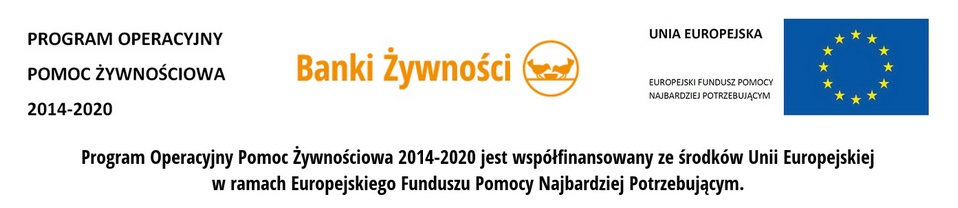 PROGRAM OPERACYJNY
POMOC ŻYWNOŚCIOWA
2014-2020
Banki Żywności
UNIA EUROPEJSKA
EUROPEJSKI FUNDUSZ POMOCY
NAJBARDZIEJ POTRZEBUJĄCYM
Program Operacyjny Pomoc Żywnościowa 2014-2020 jest współfinansowany ze środków Unii Europejskiej
w ramach Europejskiego Funduszu Pomocy Najbardziej Potrzebującym.